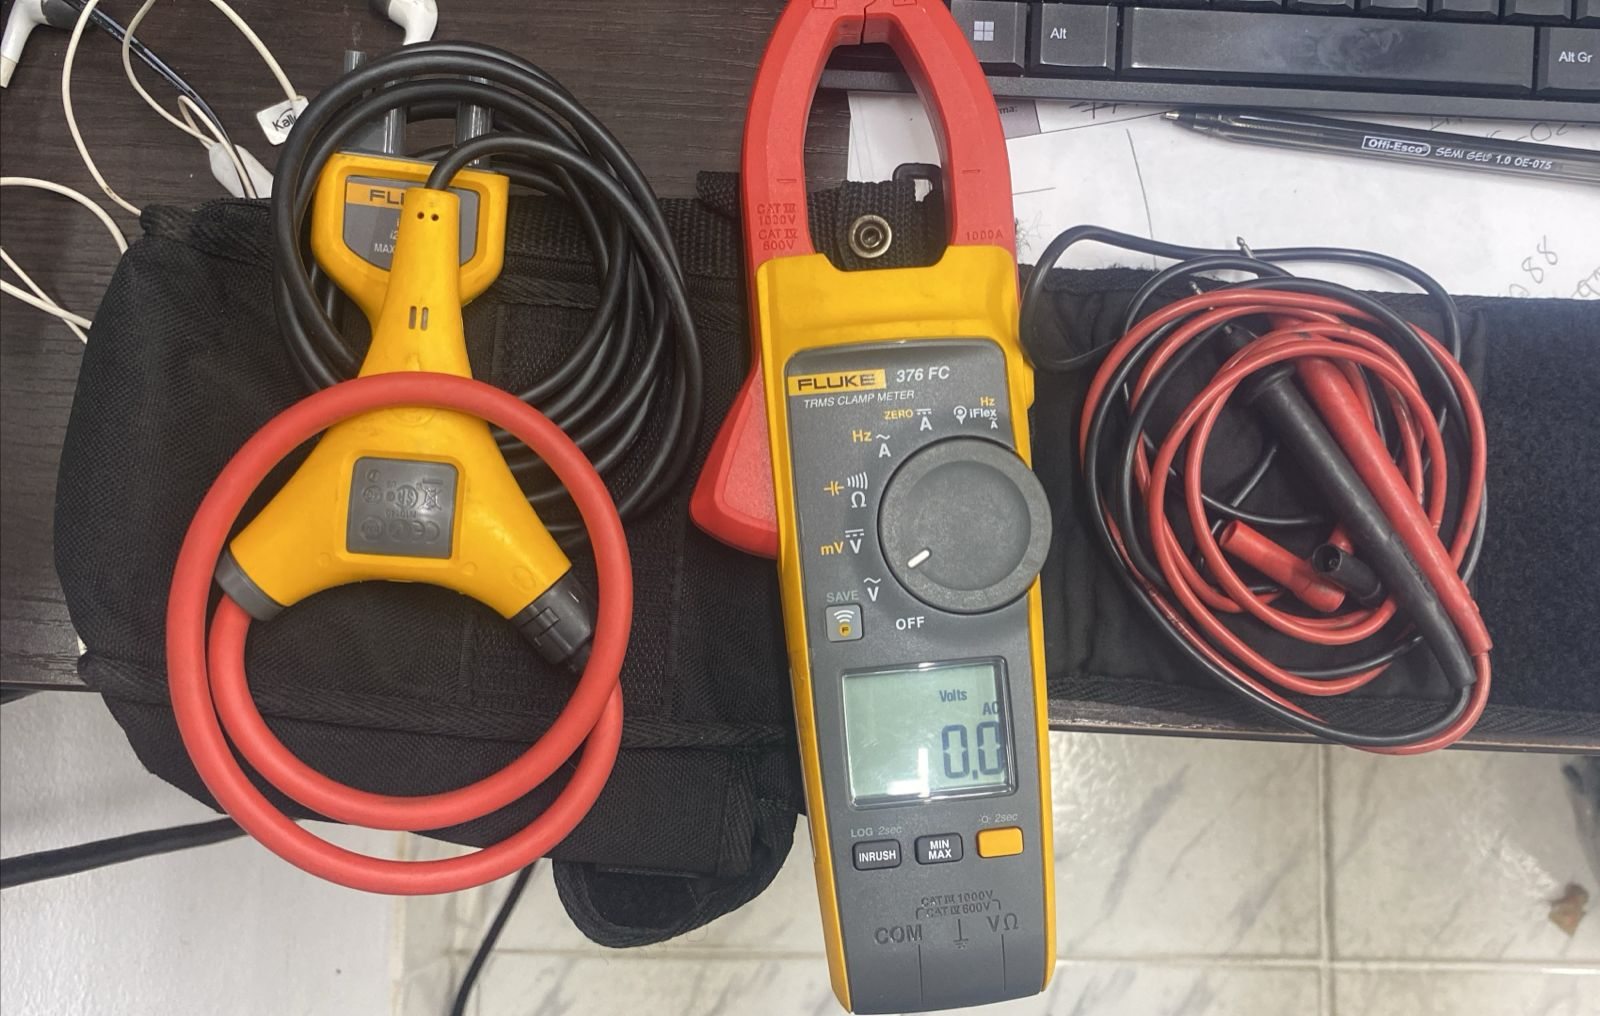 Alt
Alt Gr
Offi-Esco SEMI GEL 1.0 OE-075
88
FLUKE
CAT III
1000V
CAT IV
600V
1000A
FLUKE 376 FC
TRMS CLAMP METER
ZERO A
Hz
iFlex
A
Hz A
Ω
mV V
V
SAVE
F
OFF
Volts
AC
0.0
LOG 2sec
2sec
INRUSH
MIN
MAX
CAT III 1000V
CAT IV 600V
COM
VΩ